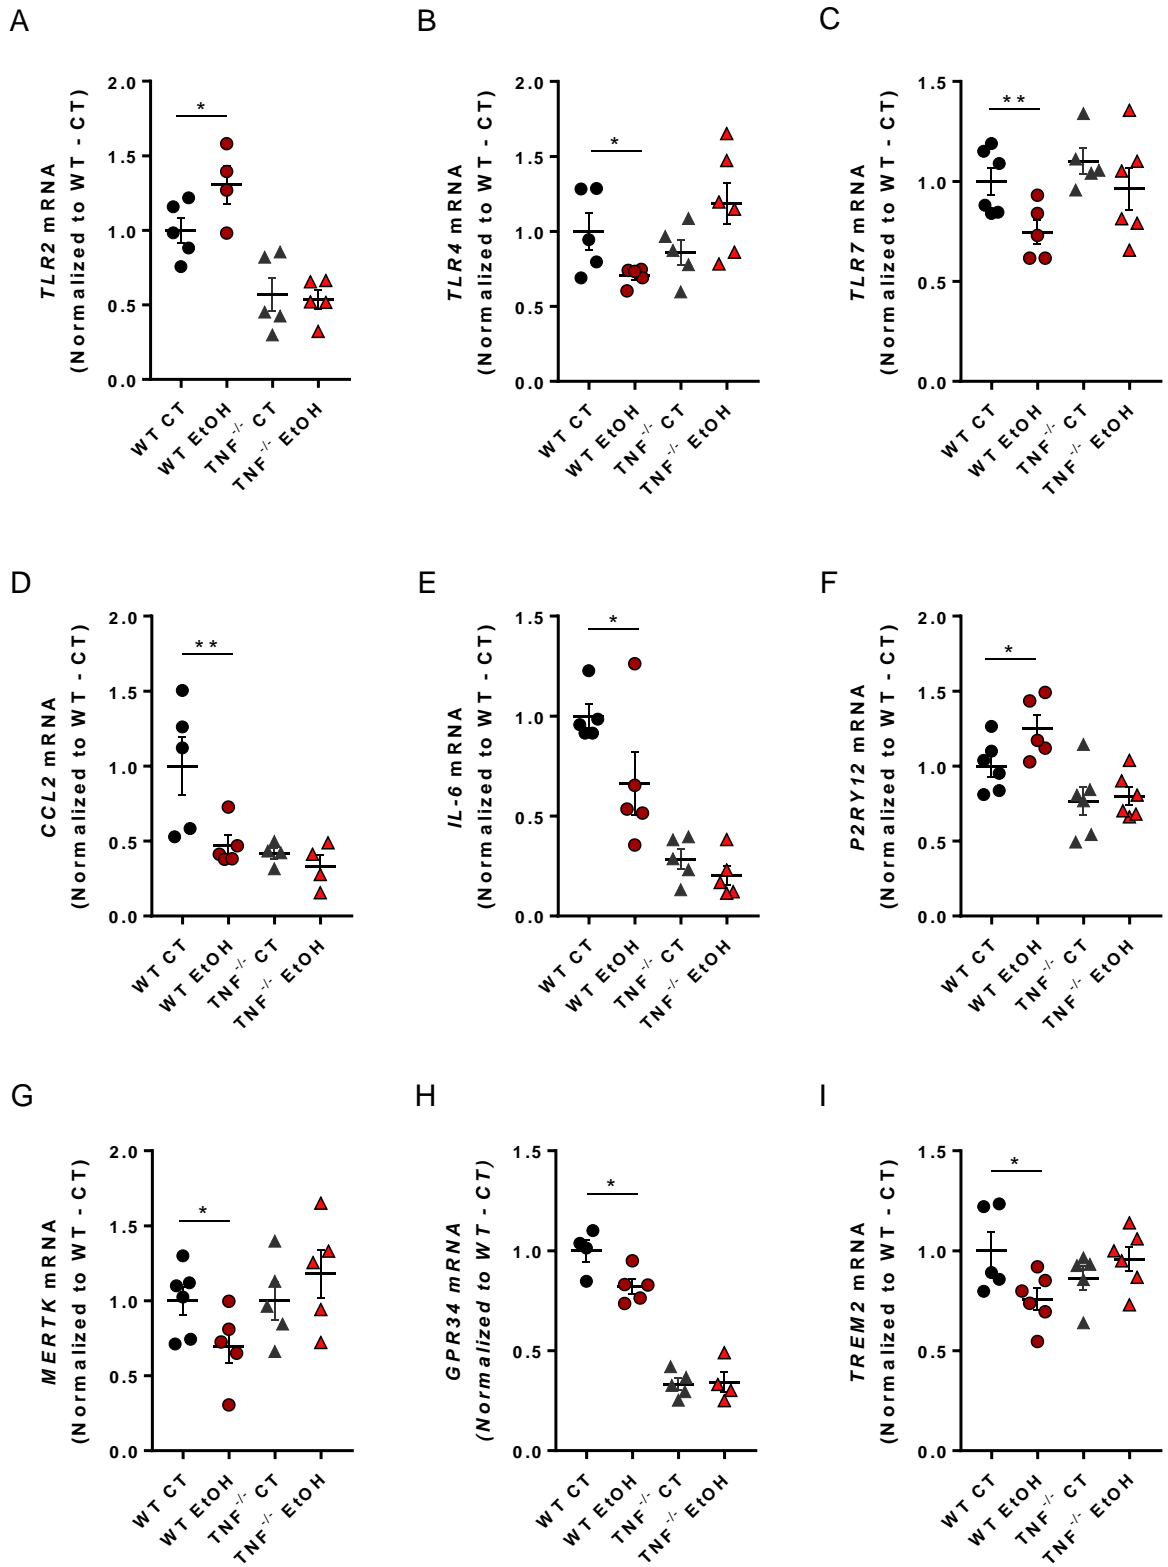 A
B
C
TLR2 mRNA
(Normalized to WT - CT)
2.0
1.5
1.0
0.5
0.0
*
WT CT
WT EtOH
TNF-/- CT
TNF-/- EtOH
TLR4 mRNA
(Normalized to WT - CT)
2.0
1.5
1.0
0.5
0.0
*
WT CT
WT EtOH
TNF-/- CT
TNF-/- EtOH
TLR7 mRNA
(Normalized to WT - CT)
1.5
1.0
0.5
0.0
**
WT CT
WT EtOH
TNF-/- CT
TNF-/- EtOH
D
E
F
CCL2 mRNA
(Normalized to WT - CT)
2.0
1.5
1.0
0.5
0.0
**
WT CT
WT EtOH
TNF-/- CT
TNF-/- EtOH
IL-6 mRNA
(Normalized to WT - CT)
1.5
1.0
0.5
0.0
*
WT CT
WT EtOH
TNF-/- CT
TNF-/- EtOH
P2RY12 mRNA
(Normalized to WT - CT)
2.0
1.5
1.0
0.5
0.0
*
WT CT
WT EtOH
TNF-/- CT
TNF-/- EtOH
G
H
I
MERTK mRNA
(Normalized to WT - CT)
2.0
1.5
1.0
0.5
0.0
*
WT CT
WT EtOH
TNF-/- CT
TNF-/- EtOH
GPR34 mRNA
(Normalized to WT - CT)
1.5
1.0
0.5
0.0
*
WT CT
WT EtOH
TNF-/- CT
TNF-/- EtOH
TREM2 mRNA
(Normalized to WT - CT)
1.5
1.0
0.5
0.0
*
WT CT
WT EtOH
TNF-/- CT
TNF-/- EtOH